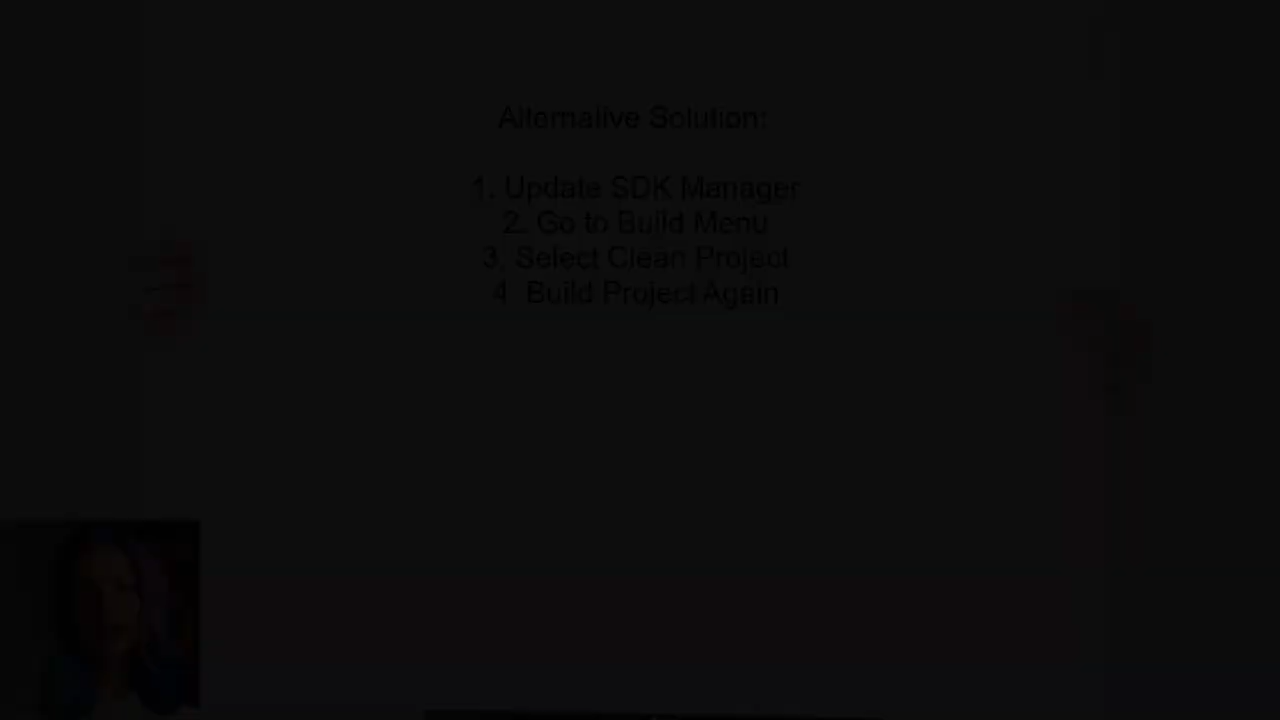 Alternative Solution:
1. Update SDK Manager
2. Go to Build Menu
3. Select Clean Project
4. Build Project Again